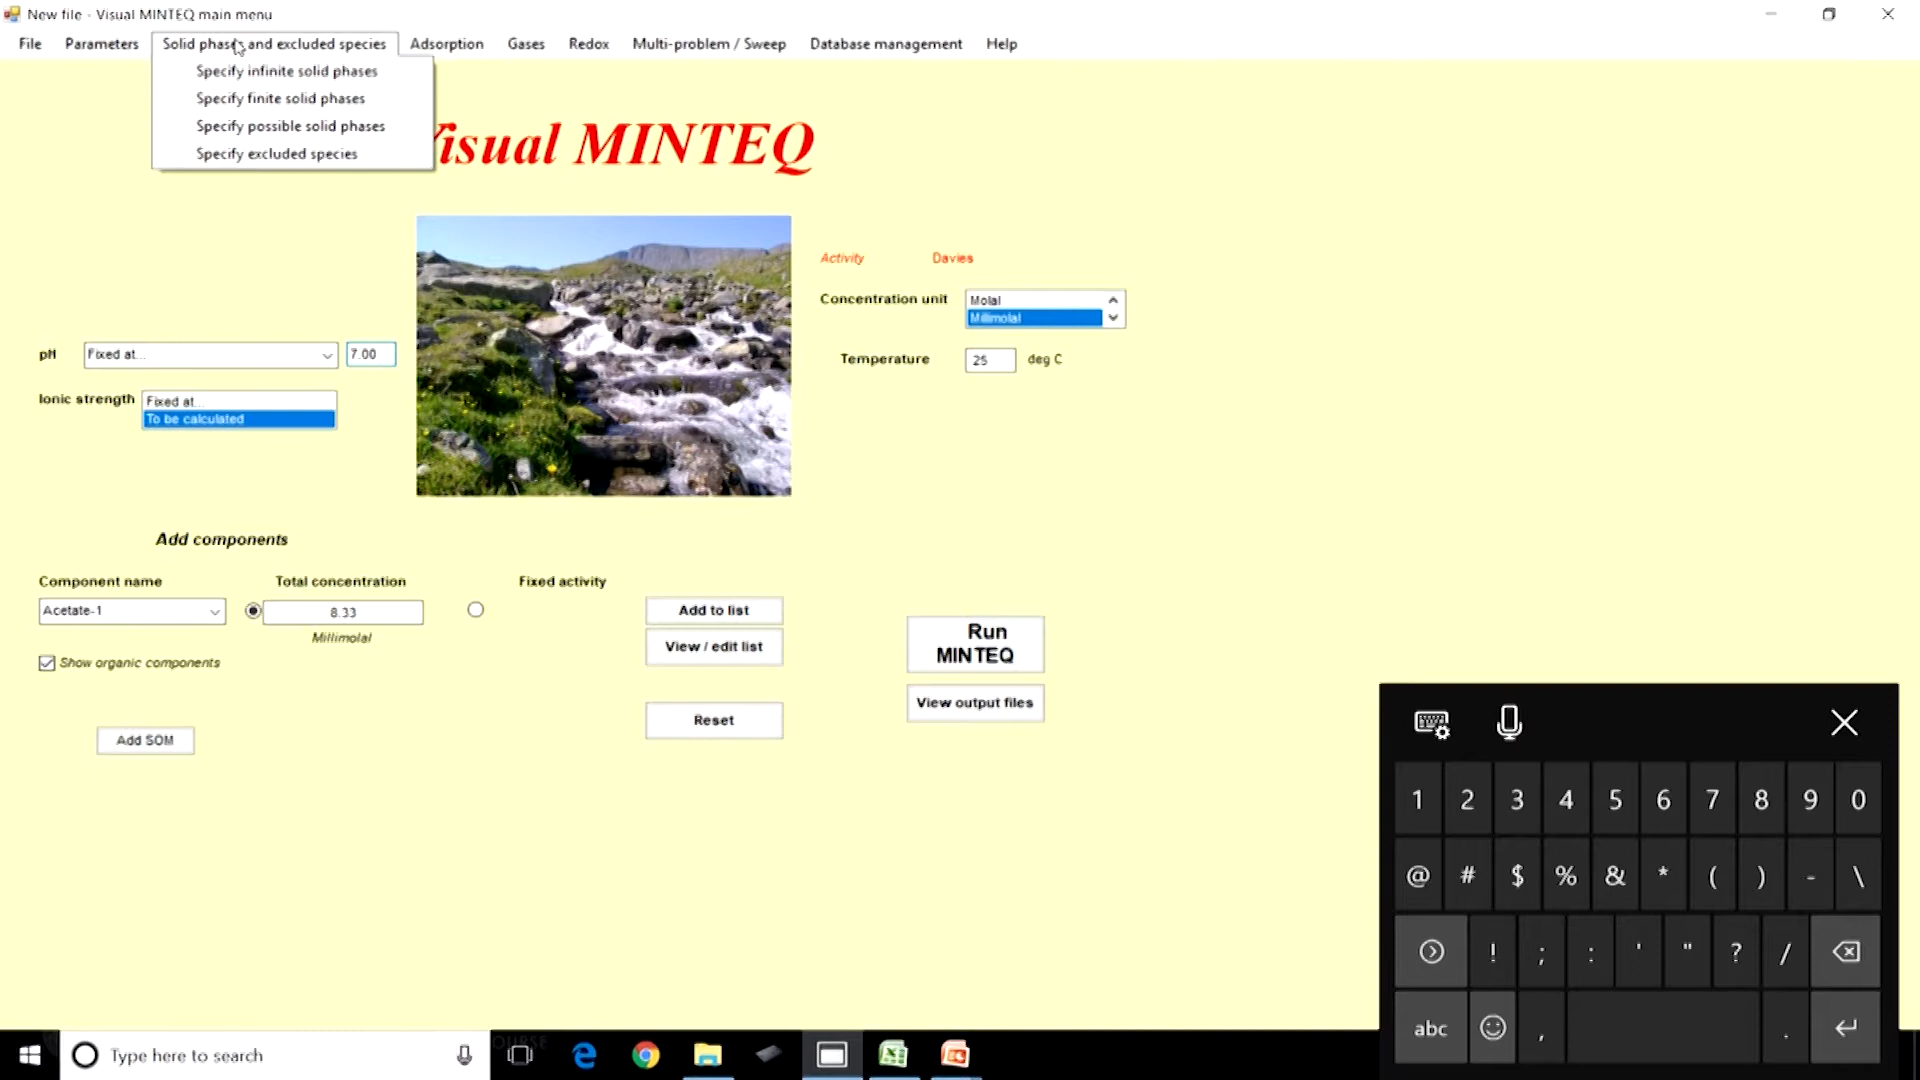 New file - Visual MINTEQ main menu
File Parameters Solid phases and excluded species Adsorption Gases Redox Multi-problem / Sweep Database management Help
Specify infinite solid phases
Specify finite solid phases
Specify possible solid phases
Specify excluded species
Visual MINTEQ
Activity Davies
Concentration unit Molal
Millimolal
pH Fixed at... 7.00
Temperature 25 deg C
Ionic strength Fixed at...
To be calculated
Add components
Component name Total concentration Fixed activity
Acetate-1 8.33 Add to list
Millimolal
View / edit list
Run
MINTEQ
Show organic components
View output files
Reset
Add SOM
1 2 3 4 5 6 7 8 9 0
@ # $ % & * ( ) - \
! ; : ' " ? /
abc , .
Type here to search